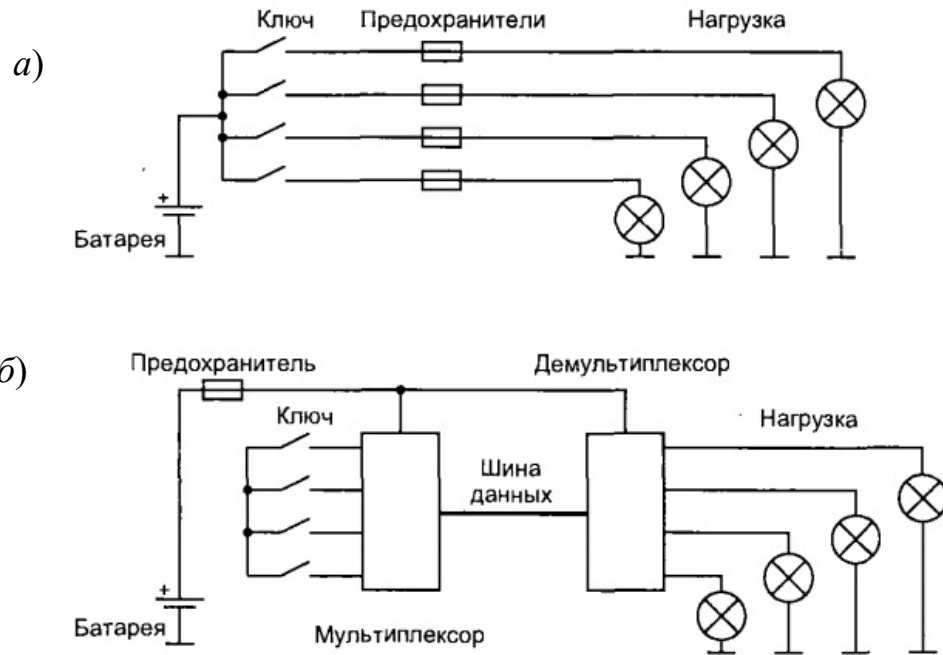 Ключ Предохранители Нагрузка
а)
+
Батарея
Предохранитель Демультиплексор
б)
Ключ Нагрузка
Шина
данных
+
Батарея
Мультиплексор